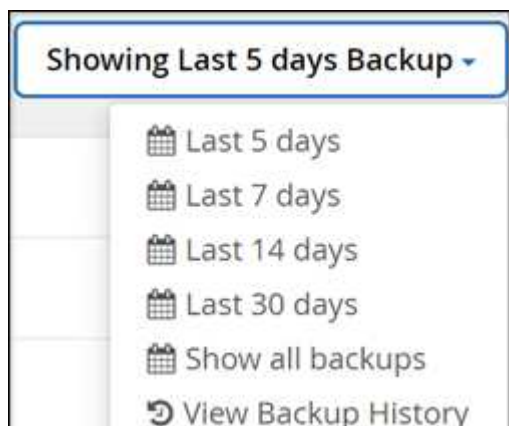 Showing Last 5 days Backup
Last 5 days
Last 7 days
Last 14 days
Last 30 days
Show all backups
View Backup History